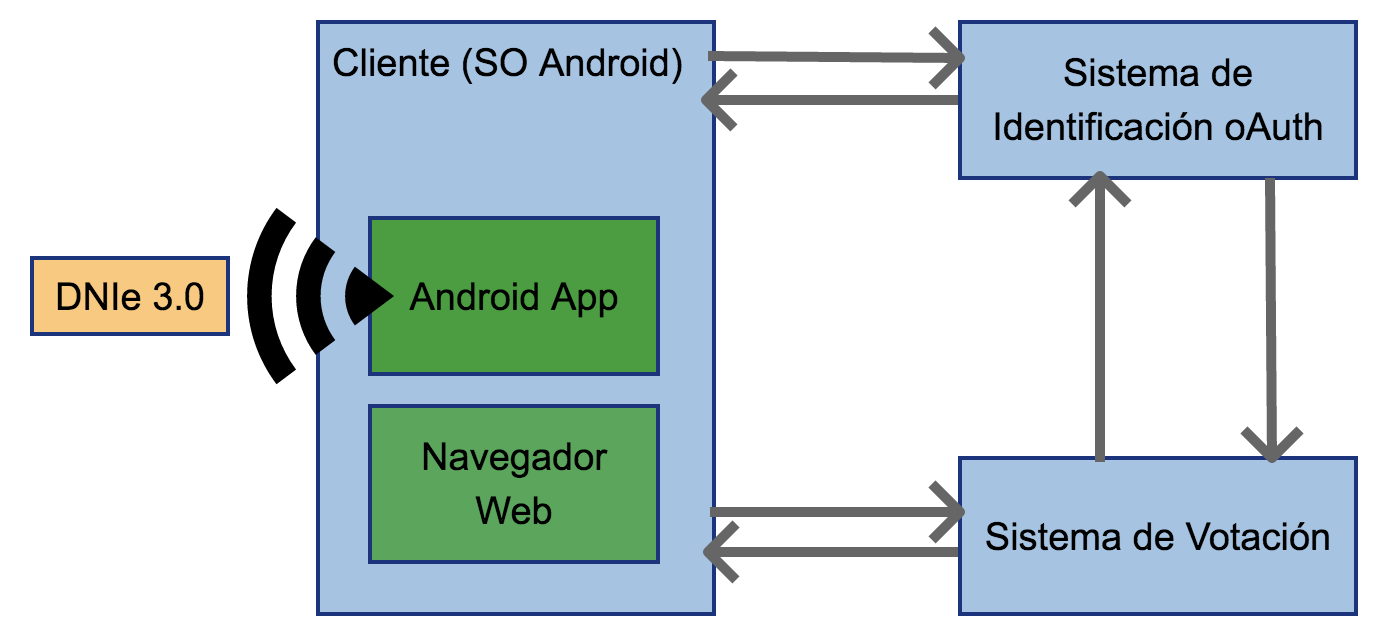 Cliente (SO Android)
Sistema de
Identificación oAuth
DNIe 3.0
Android App
Navegador
Web
Sistema de Votación